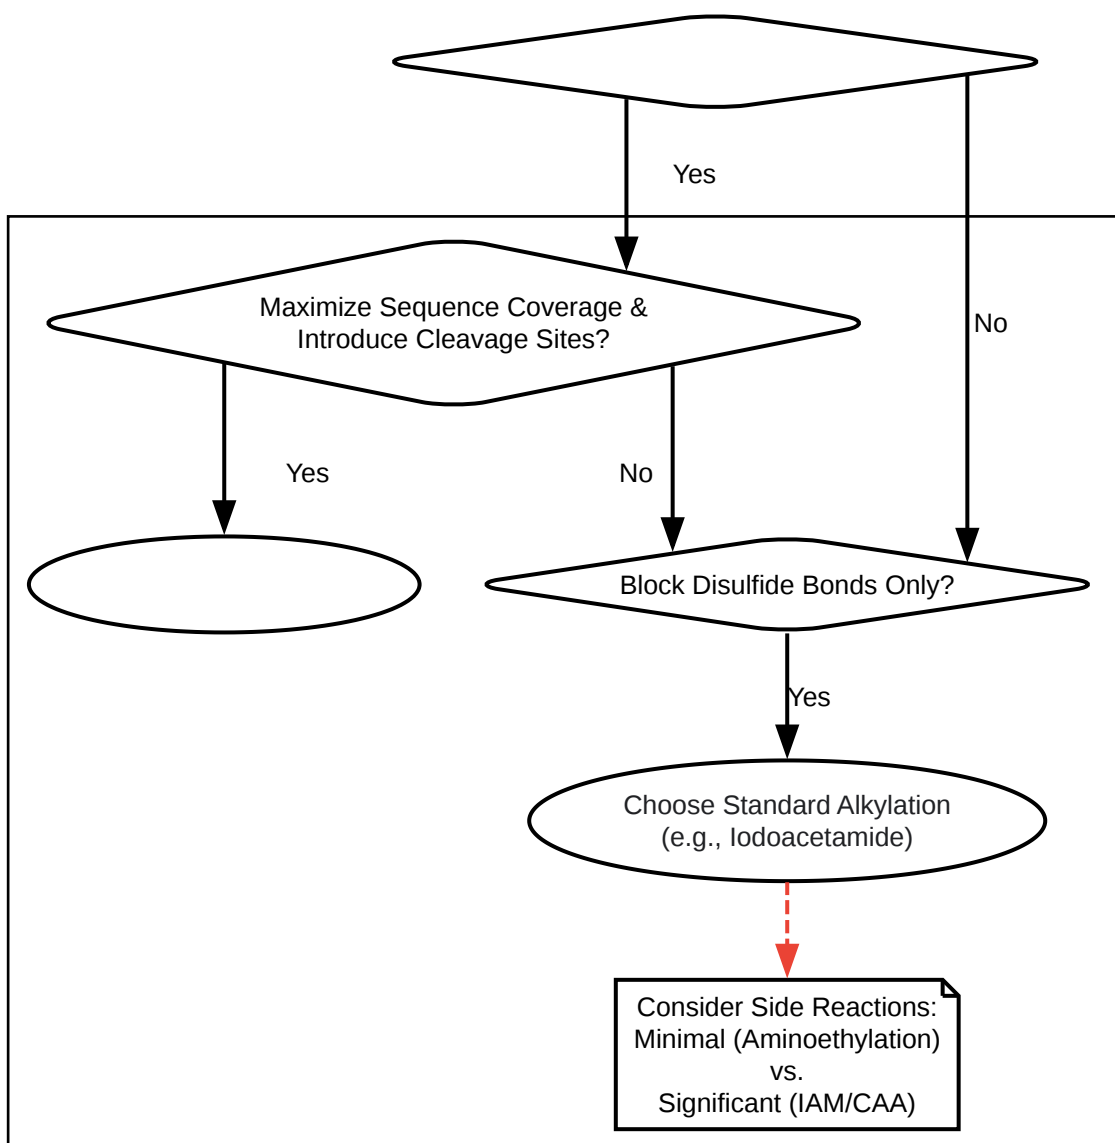 Yes
Maximize Sequence Coverage &
Introduce Cleavage Sites?
No
Yes
No
Block Disulfide Bonds Only?
Yes
Choose Standard Alkylation
(e.g., Iodoacetamide)
Consider Side Reactions:
Minimal (Aminoethylation)
vs.
Significant (IAM/CAA)